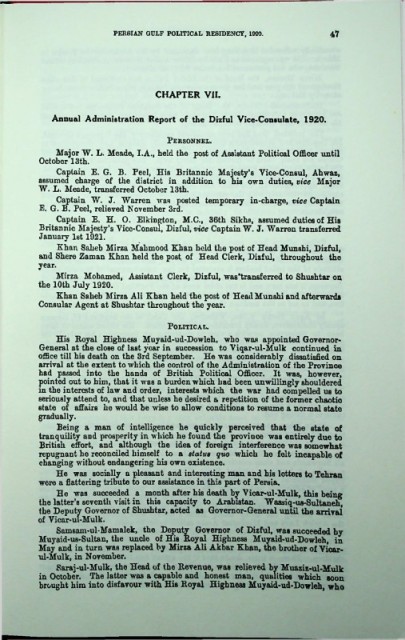 PERSIAN GULF POLITICAL RESIDENCY, 1920.
47
CHAPTER VII.
Annual Administration Report of the Dizful Vice-Consulate, 1920.
PERSONNEL.
Major W. L. Meade, I.A., held the post of Assistant Political Officer until
October 13th.
Captain E. G. B. Peel, His Britannic Majesty's Vice-Consul, Ahwaz,
assumed charge of the district in addition to his own duties, vice Major
W. L. Meade, transferred October 13th.
Captain W. J. Warren was posted temporary in-charge, vice Captain
E. G. B. Peel, relieved November 3rd.
Captain E. H. O. Elkington, M.C., 36th Sikhs, assumed duties of His
Britannic Majesty's Vice-Consul, Dizful, vice Captain W. J. Warren transferred
January 1st 1921.
Khan Saheb Mirza Mahmood Khan held the post of Head Munshi, Dizful,
and Shere Zaman Khan held the post of Head Clerk, Dizful, throughout the
year.
Mirza Mohamed, Assistant Clerk, Dizful, was transferred to Shushtar on
the 10th July 1920.
Khan Saheb Mirza Ali Khan held the post of Head Munshi and afterwards
Consular Agent at Shushtar throughout the year.
POLITICAL.
His Royal Highness Muyaid-ud-Dowleh, who was appointed Governor-
General at the close of last year in succession to Viqar-ul-Mulk continued in
office till his death on the 3rd September. He was considerably dissatisfied on
arrival at the extent to which the control of the Administration of the Province
had passed into the hands of British Political Officer. It was, however,
pointed out to him, that it was a burden which had been unwillingly shouldered
in the interests of law and order, interests which the war had compelled us to
seriously attend to, and that unless he desired a repetition of the former chaotic
state of affairs he would be wise to allow conditions to resume a normal state
gradually.
Being a man of intelligence he quickly perceived that the state of
tranquility and prosperity in which he found the province was entirely due to
British effort, and although the idea of foreign interference was somewhat
repugnant he reconciled himself to a status quo which he felt incapable of
changing without endangering his own existence.
He was socially a pleasant and interesting man and his letters to Tehran
were a flattering tribute to our assistance in this part of Persia.
He was succeeded a month after his death by Vicar-ul-Mulk, this being
the latter's seventh visit in this capacity to Arabistan. Wassiq-us-Sultaneh,
the Deputy Governor of Shushtar, acted as Governor-General until the arrival
of Vicar-ul-Mulk.
Samsam-ul-Mamalek, the Deputy Governor of Dizful, was succeeded by
Muyaid-us-Sultan, the uncle of His Royal Highness Muyaid-ud-Dowleh, in
May and in turn was replaced by Mirza Ali Akbar Khan, the brother of Vicar-
ul-Mulk, in November.
Saraj-ul-Mulk, the Head of the Revenue, was relieved by Muaziz-ul-Mulk
in October. The latter was a capable and honest man, qualities which soon
brought him into disfavour with His Royal Highness Muyaid-ud-Dowleh, who